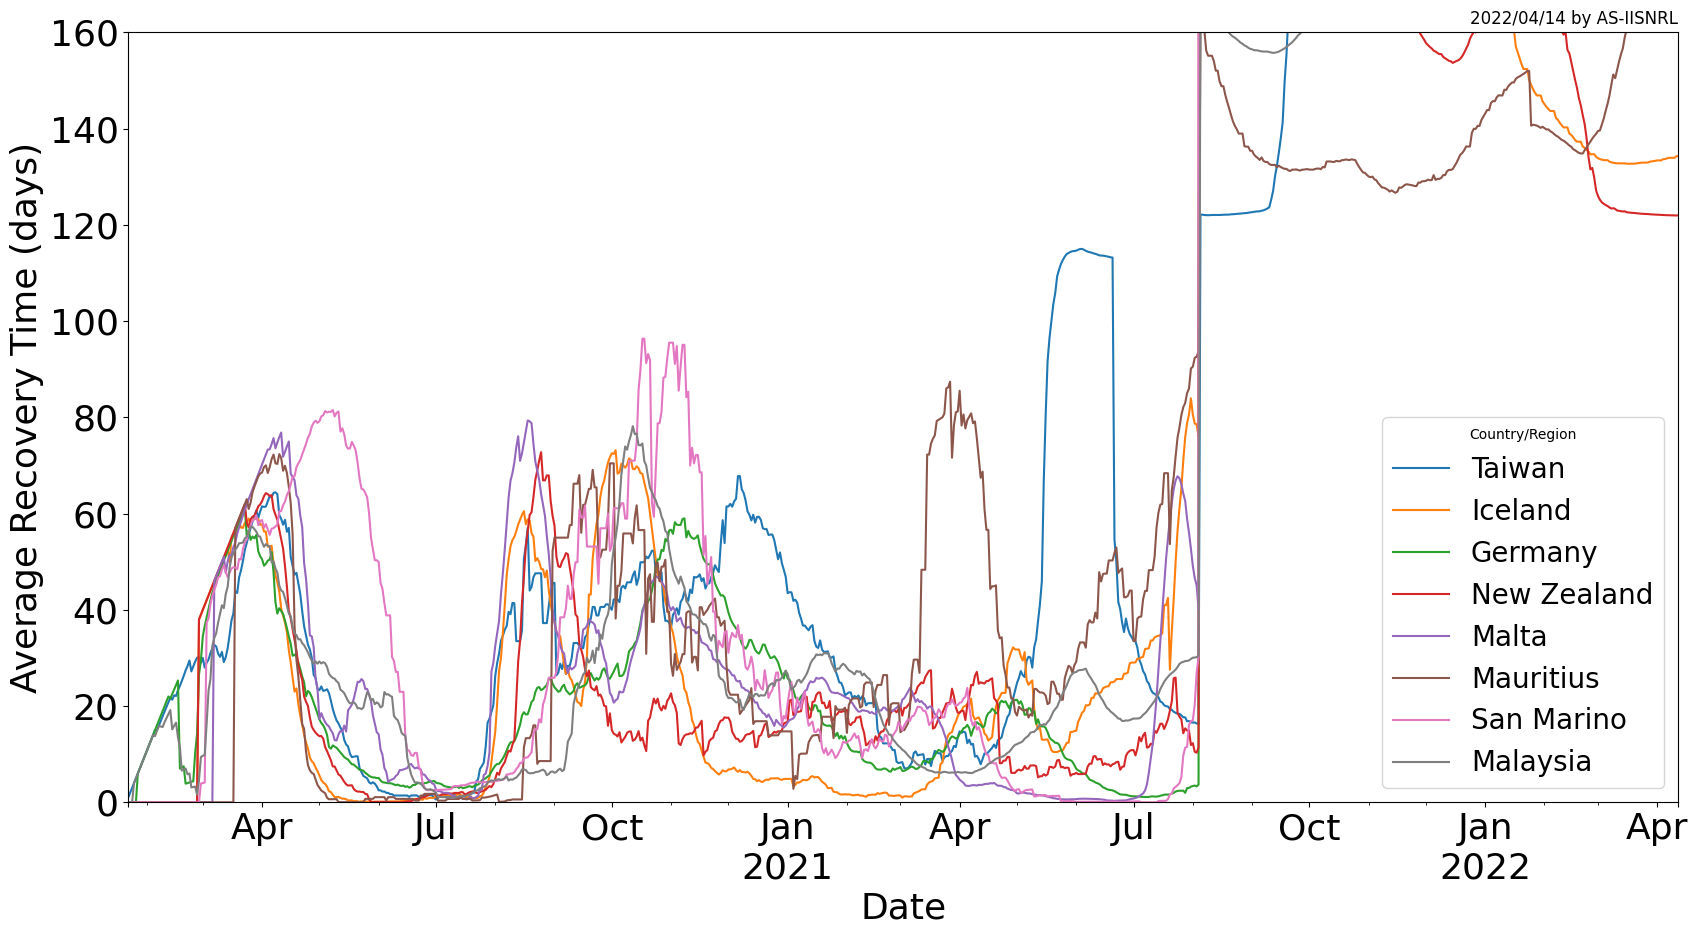 2022/04/14 by AS-IISNRL
Average Recovery Time (days)
160
140
120
100
80
60
40
20
0
Country/Region
Taiwan
Iceland
Germany
New Zealand
Malta
Mauritius
San Marino
Malaysia
Apr Jul Oct Jan Apr Jul Oct Jan Apr
2021 2022
Date